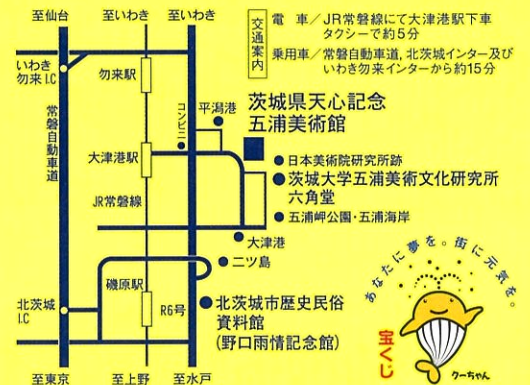 至仙台
至いわき
至いわき
交通案内
電　車／JR常磐線にて大津港駅下車
タクシーで約5分
乗用車／常磐自動車道，北茨城インター及び
いわき勿来インターから約15分
いわき
勿来I.C
勿来駅
コンビニ
平潟港
茨城県天心記念
五浦美術館
常磐自動車道
大津港駅
日本美術院研究所跡
茨城大学五浦美術文化研究所
六角堂
JR常磐線
五浦岬公園・五浦海岸
大津港
二ツ島
磯原駅
北茨城
I.C
R6号
北茨城市歴史民俗
資料館
（野口雨情記念館）
至東京
至上野
至水戸
あなたに夢を。街に元気を。
宝くじ
クーちゃん